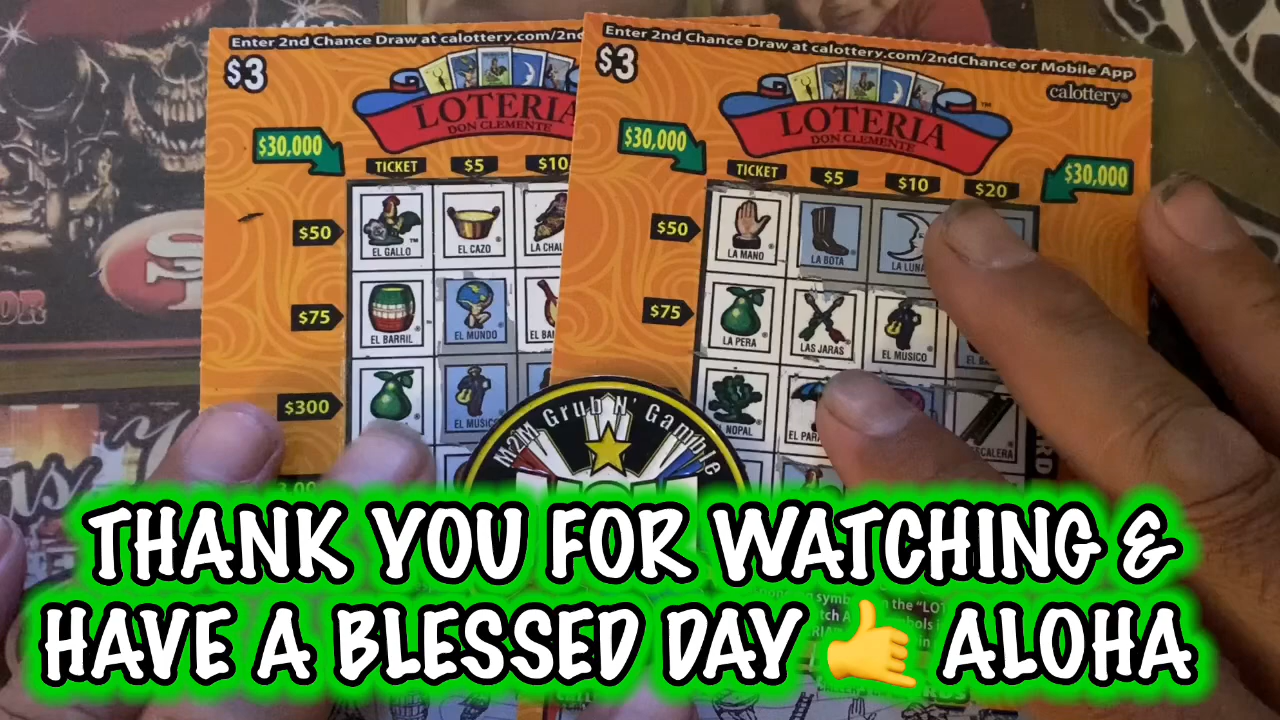 Enter 2nd Chance Draw at calottery.com/2nd
$3
LOTERIA
DON CLEMENTE
$30,000
TICKET $5 $10
$50
EL GALLO EL CAZO LA
$75
EL BARRIL EL MUNDO EL
$300
EL MUSICO
Enter 2nd Chance Draw at calottery.com/2ndChance or Mobile App
$3
calottery
LOTERIA™
DON CLEMENTE
$30,000
$30,000
TICKET $5 $10 $20
$50
LA MANO LA BOTA LA LUNA
$75
LA PERA LAS JARAS EL MUSICO
NOPAL EL
M2M Grub N' Gamble
THANK YOU FOR WATCHING &
HAVE A BLESSED DAY 🤙 ALOHA